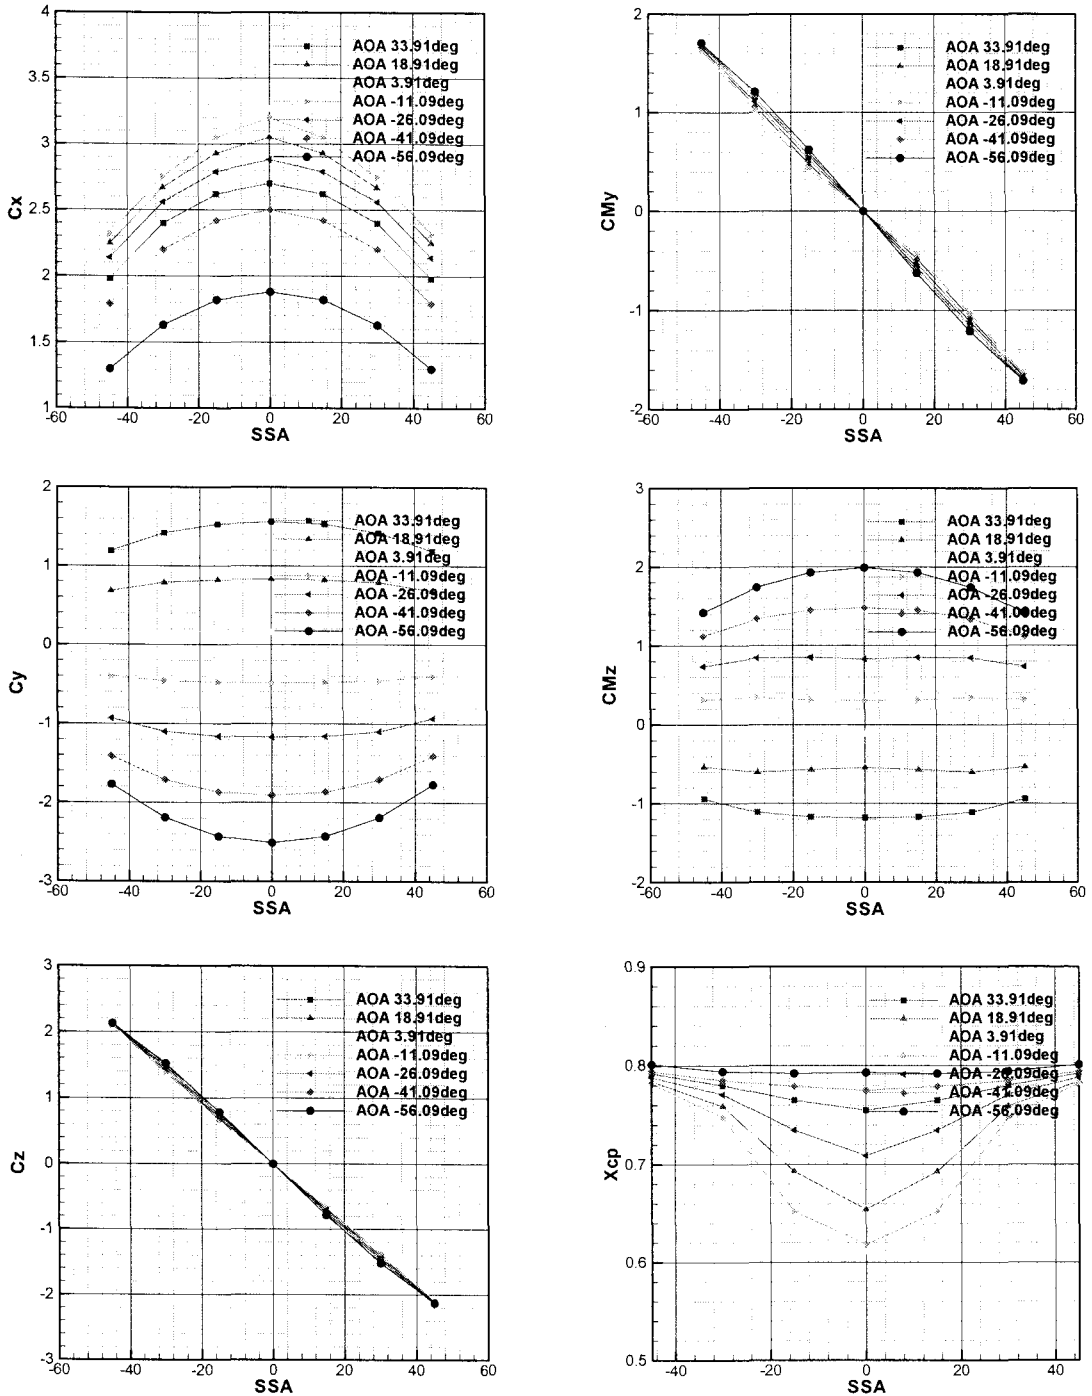 4
3.5
3
2.5
2
1.5
1
Cx
-60 -40 -20 0 20 40 60
SSA
AOA 33.91deg
AOA 18.91deg
AOA 3.91deg
AOA -11.09deg
AOA -26.09deg
AOA -41.09deg
AOA -56.09deg
2
1
0
-1
-2
CMy
-60 -40 -20 0 20 40 60
SSA
AOA 33.91deg
AOA 18.91deg
AOA 3.91deg
AOA -11.09deg
AOA -26.09deg
AOA -41.09deg
AOA -56.09deg
2
1
0
-1
-2
-3
Cy
-60 -40 -20 0 20 40 60
SSA
AOA 33.91deg
AOA 18.91deg
AOA 3.91deg
AOA -11.09deg
AOA -26.09deg
AOA -41.09deg
AOA -56.09deg
3
2
1
0
-1
-2
CMz
-60 -40 -20 0 20 40 60
SSA
AOA 33.91deg
AOA 18.91deg
AOA 3.91deg
AOA -11.09deg
AOA -26.09deg
AOA -41.09deg
AOA -56.09deg
3
2
1
0
-1
-2
-3
Cz
-60 -40 -20 0 20 40 60
SSA
AOA 33.91deg
AOA 18.91deg
AOA 3.91deg
AOA -11.09deg
AOA -26.09deg
AOA -41.09deg
AOA -56.09deg
0.9
0.8
0.7
0.6
0.5
Xcp
-40 -20 0 20 40
SSA
AOA 33.91deg
AOA 18.91deg
AOA 3.91deg
AOA -11.09deg
AOA -26.09deg
AOA -41.09deg
AOA -56.09deg